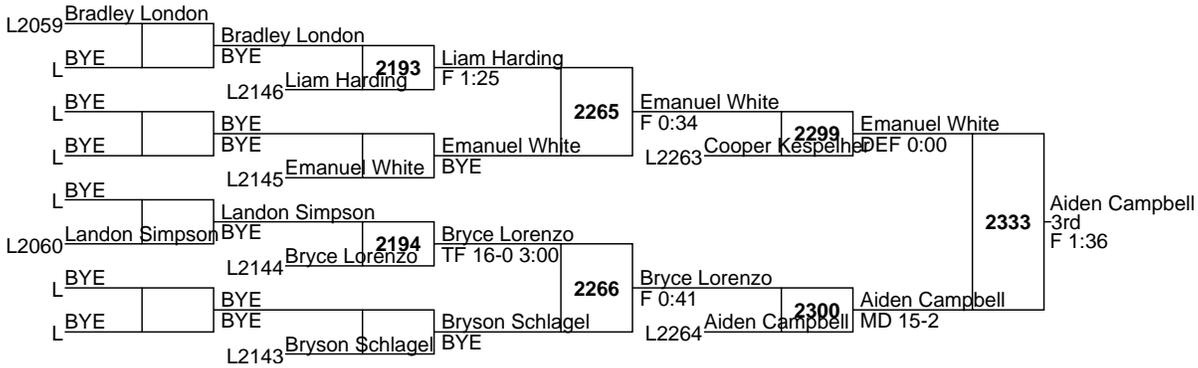 Bradley London
L2059
BYE
L
Bradley London
BYE
2193
Liam Harding
L2146
Liam Harding
F 1:25
BYE
L
BYE
L
BYE
BYE
Emanuel White
L2145
Emanuel White
BYE
2265
Emanuel White
F 0:34
2299
Cooper Kespelher
L2263
Emanuel White
DEF 0:00
BYE
L
Landon Simpson
L2060
Landon Simpson
BYE
2194
Bryce Lorenzo
L2144
Bryce Lorenzo
TF 16-0 3:00
BYE
L
BYE
L
BYE
BYE
Bryson Schlagel
L2143
Bryson Schlagel
BYE
2266
Bryce Lorenzo
F 0:41
2300
Aiden Campbell
L2264
Aiden Campbell
MD 15-2
2333
Aiden Campbell
3rd
F 1:36